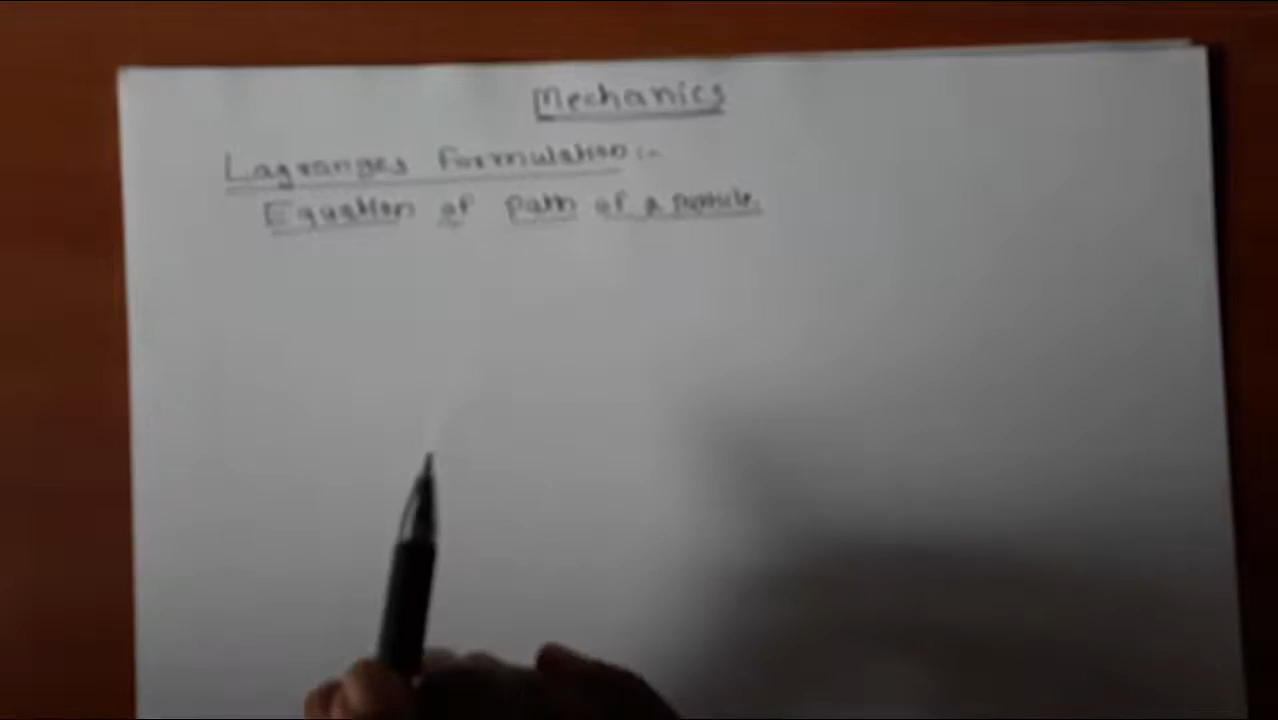 Mechanics
Lagranges Formulation :-
Equation of path of a particle.